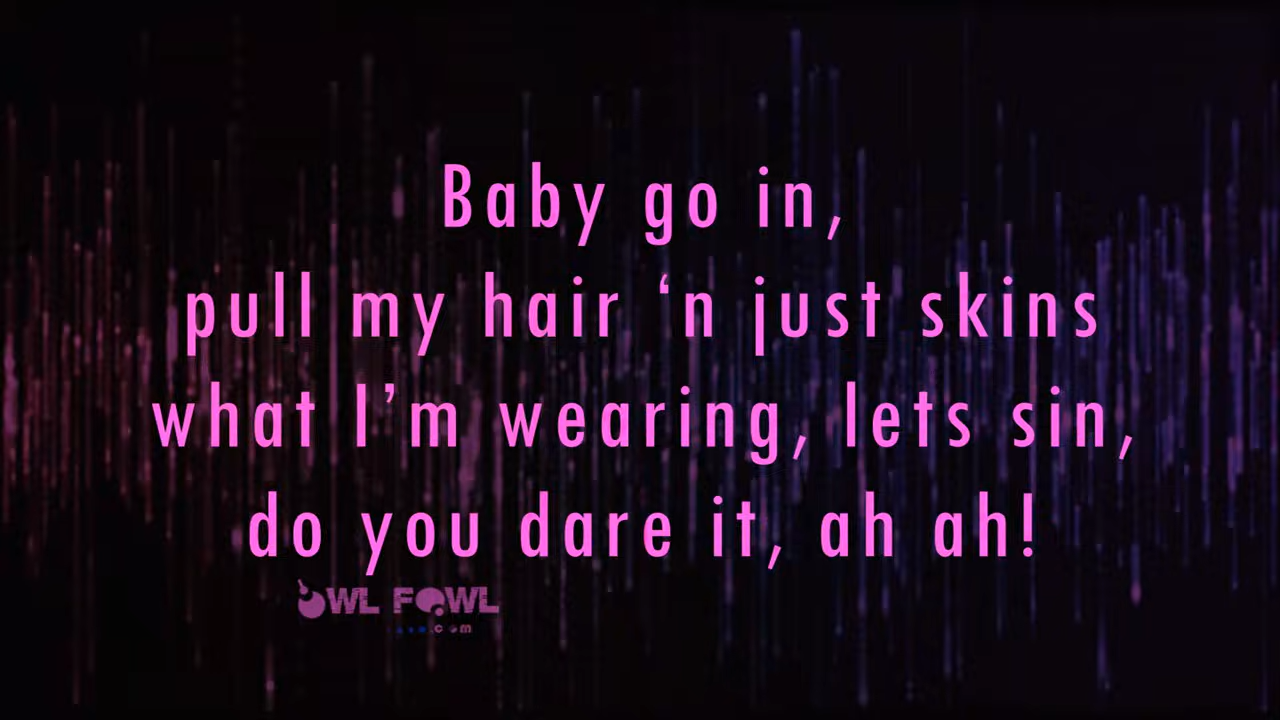 Baby go in,
pull my hair ‘n just skins
what I’m wearing, lets sin,
do you dare it, ah ah!
OWL FOWL
.com